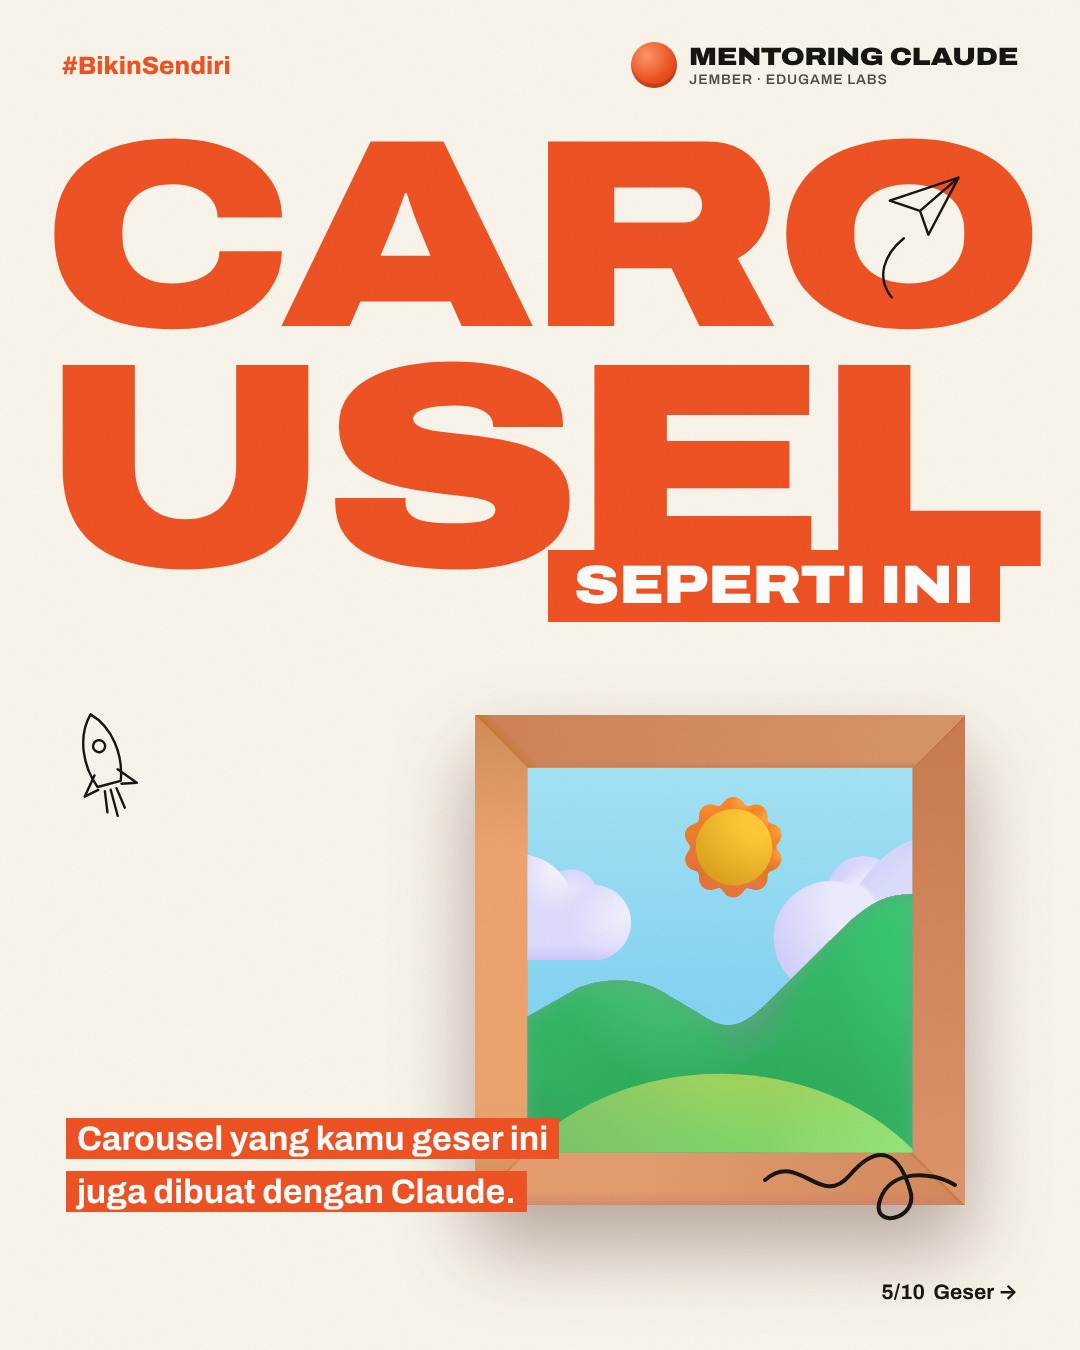 #BikinSendiri
MENTORING CLAUDE
JEMBER · EDUGAME LABS
CARO
USEL
SEPERTI INI
Carousel yang kamu geser ini
juga dibuat dengan Claude.
5/10 Geser →